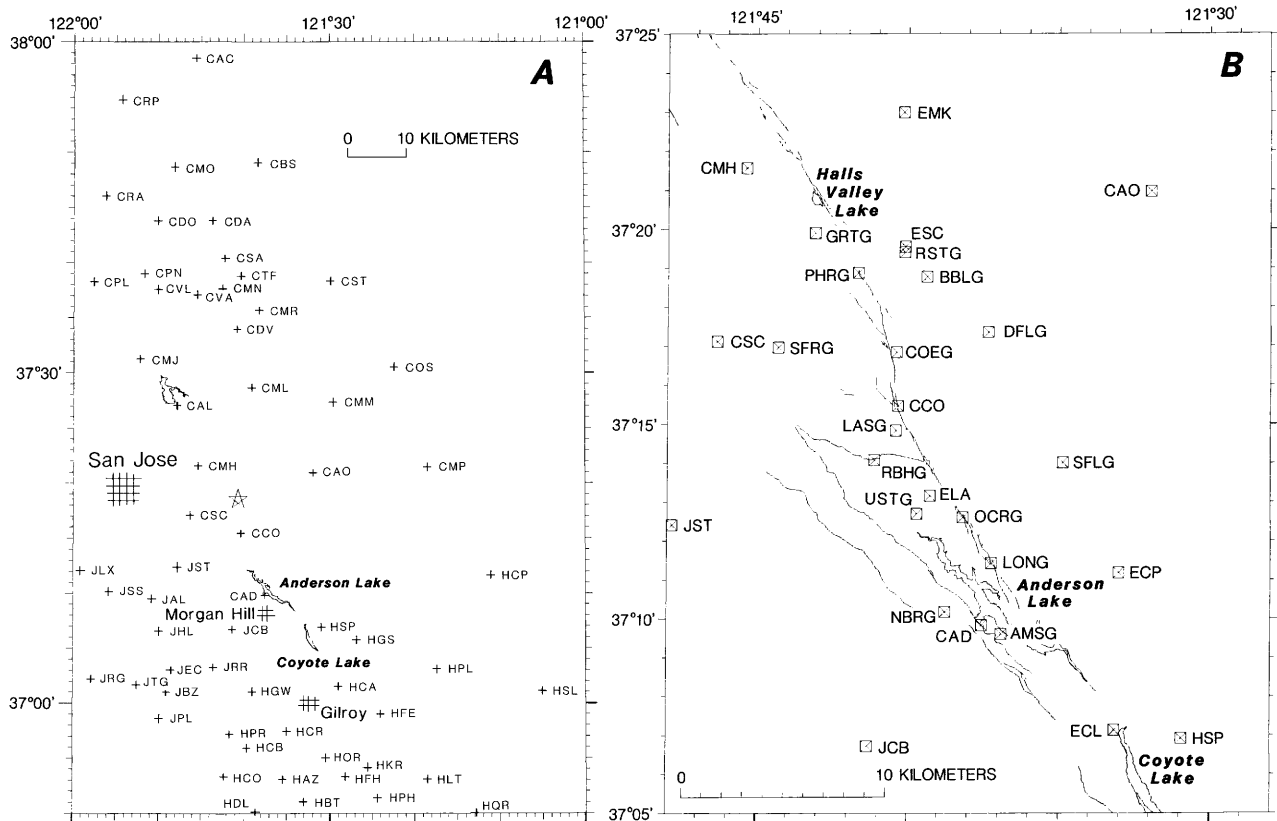 122°00'
121°30'
121°00'
38°00'
A
CAC
CRP
0 10 KILOMETERS
CMO
CBS
CRA
CDO
CDA
CSA
CPN
CTF
CPL
CVL
CMN
CST
CVA
CMR
CDV
CMJ
COS
37°30'
CML
CAL
CMM
San Jose
CMH
CAO
CMP
CSC
CCO
JLX
JST
Anderson Lake
HCP
JSS
JAL
CAD
Morgan Hill
JHL
JCB
HSP
HGS
Coyote Lake
JEC
JRR
HPL
JRG
JTG
JBZ
HGW
HCA
HSL
37°00'
Gilroy
HFE
JPL
HPR
HCR
HCB
HOR
HKR
HCO
HAZ
HFH
HLT
HDL
HBT
HPH
HQR
121°45'
121°30'
37°25'
B
EMK
CMH
Halls
Valley
Lake
CAO
37°20'
GRTG
ESC
RSTG
PHRG
BBLG
CSC
SFRG
DFLG
COEG
37°15'
CCO
LASG
RBHG
SFLG
USTG
ELA
JST
OCRG
LONG
ECP
Anderson
Lake
37°10'
NBRG
CAD
AMSG
ECL
HSP
JCB
Coyote
Lake
0 10 KILOMETERS
37°05'